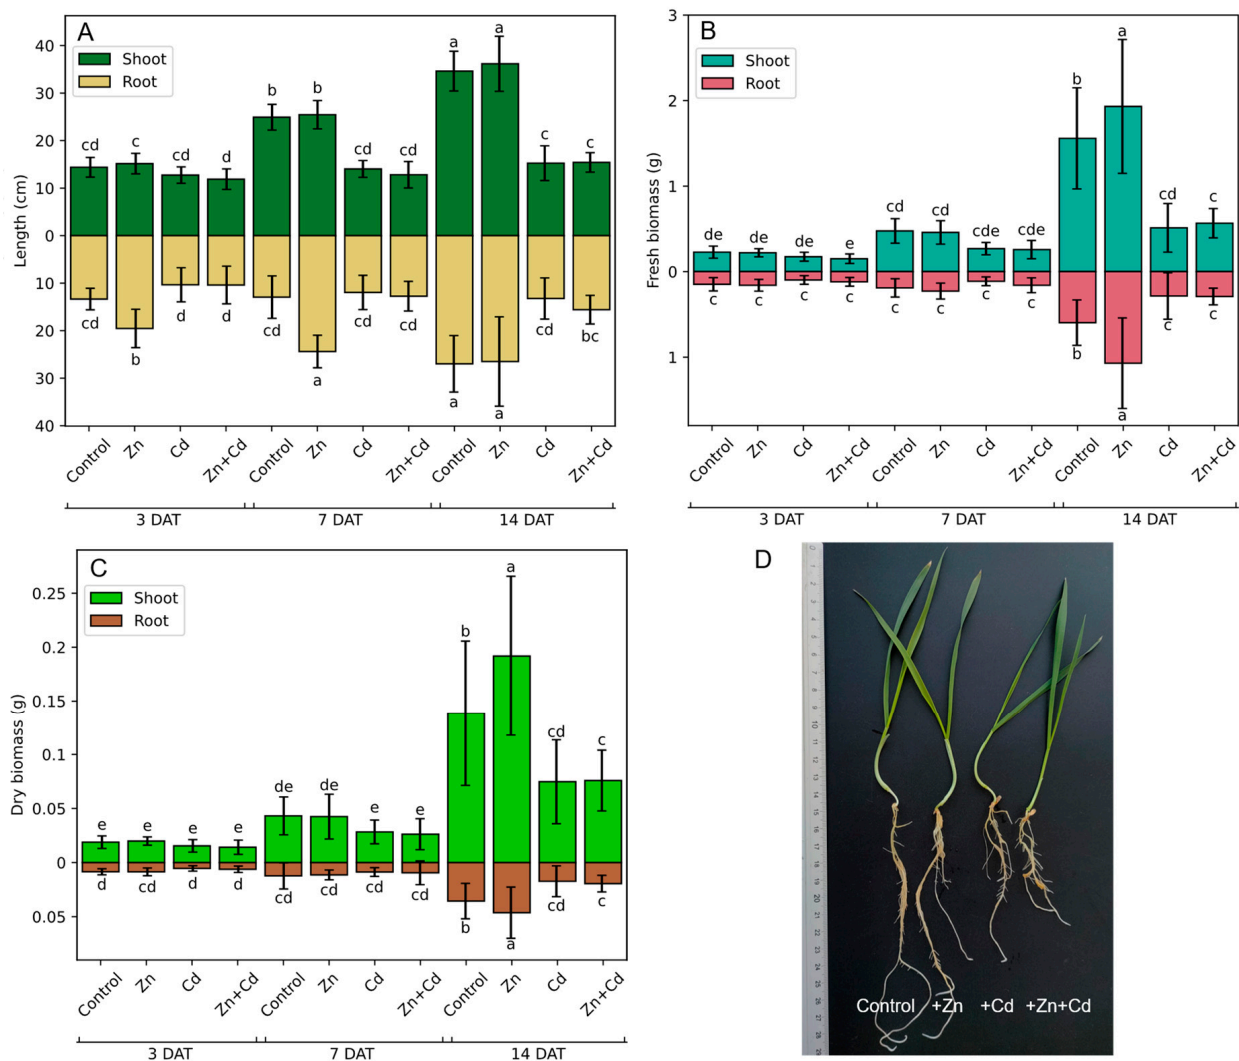 A
Shoot
Root
Length (cm)
40
30
20
10
0
10
20
30
40
cd c cd d b b cd cd a a c c
cd b d d cd a cd cd a a cd bc
Control Zn Cd Zn+Cd Control Zn Cd Zn+Cd Control Zn Cd Zn+Cd
3 DAT 7 DAT 14 DAT
B
Shoot
Root
Fresh biomass (g)
3
2
1
0
1
de de cd e cd cd cde cde b a cd c
c c c c c c c c b a c c
Control Zn Cd Zn+Cd Control Zn Cd Zn+Cd Control Zn Cd Zn+Cd
3 DAT 7 DAT 14 DAT
C
Shoot
Root
Dry biomass (g)
0.25
0.2
0.15
0.1
0.05
0
0.05
e e e e de de e e b a cd c
d cd d d cd cd cd cd b a cd c
Control Zn Cd Zn+Cd Control Zn Cd Zn+Cd Control Zn Cd Zn+Cd
3 DAT 7 DAT 14 DAT
D
Control +Zn +Cd +Zn+Cd